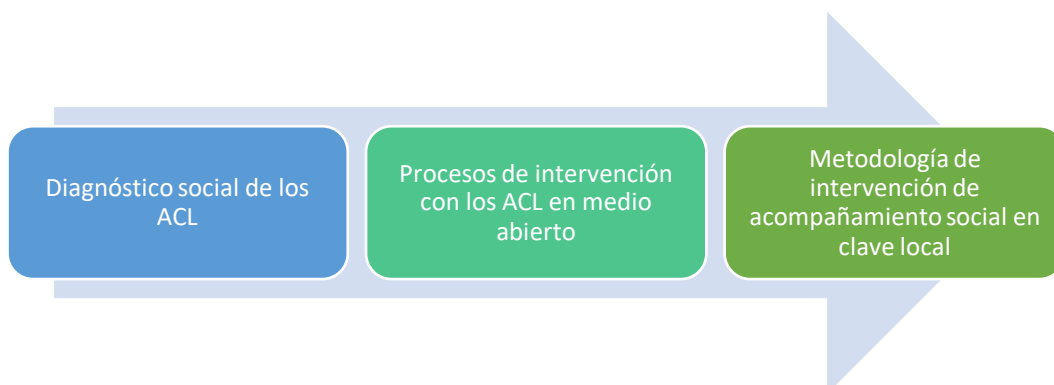 Diagnóstico social de los
ACL
Procesos de intervención
con los ACL en medio
abierto
Metodología de
intervención de
acompañamiento social en
clave local